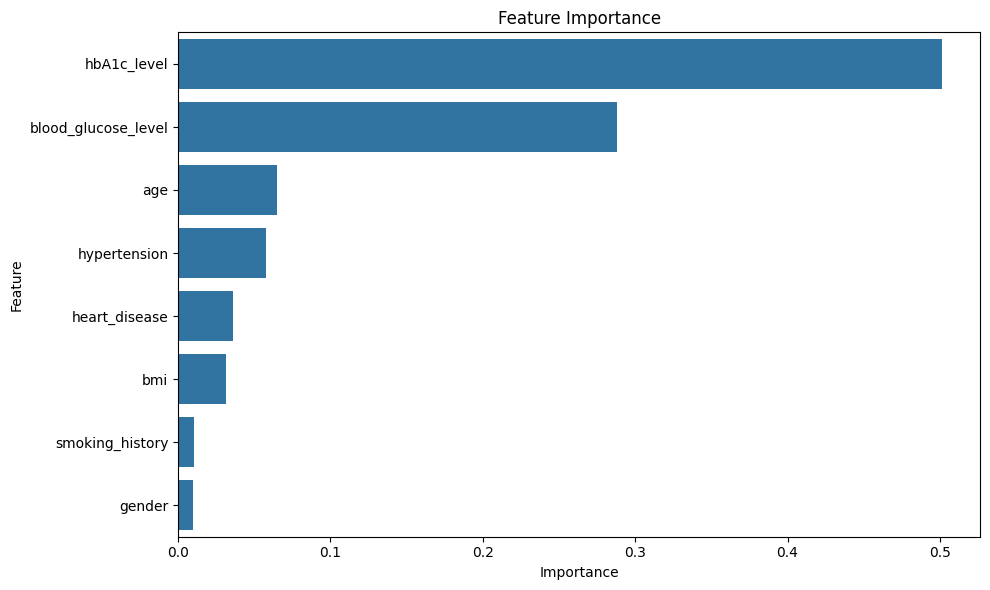 Feature Importance
hbA1c_level
blood_glucose_level
age
hypertension
heart_disease
bmi
smoking_history
gender
Feature
0.0 0.1 0.2 0.3 0.4 0.5
Importance